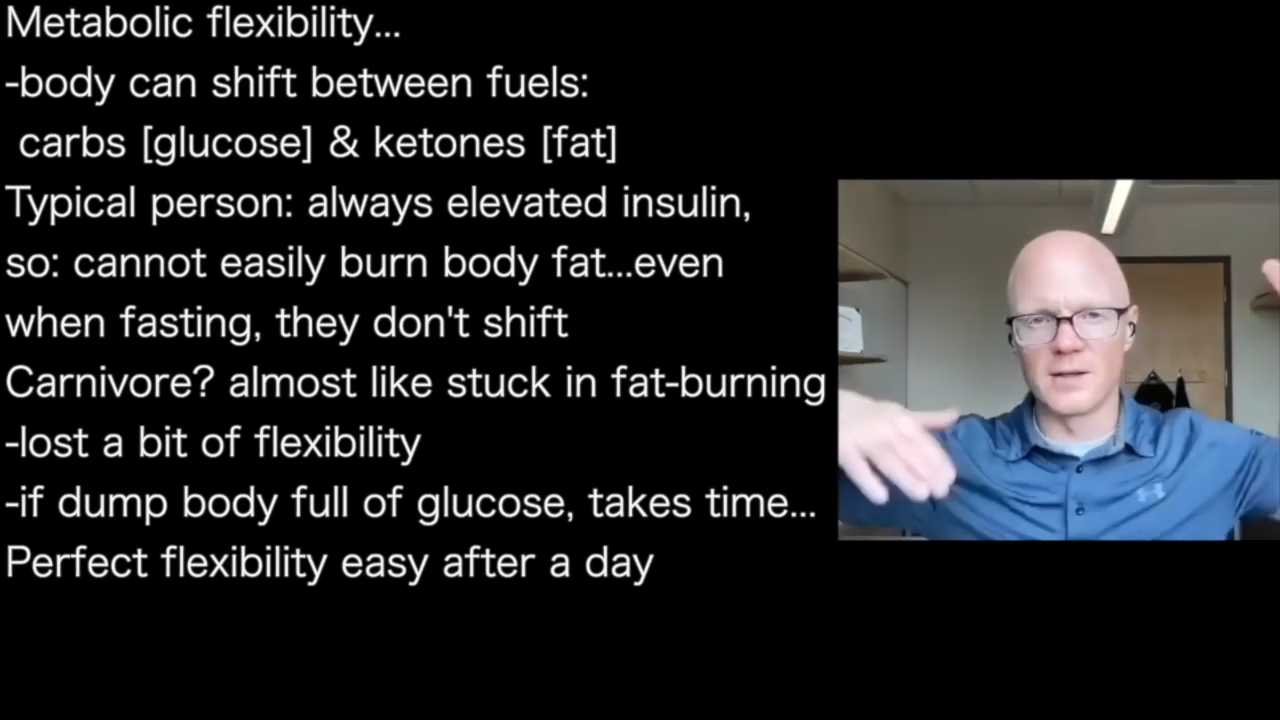 Metabolic flexibility...
-body can shift between fuels:
carbs [glucose] & ketones [fat]
Typical person: always elevated insulin,
so: cannot easily burn body fat...even
when fasting, they don't shift
Carnivore? almost like stuck in fat-burning
-lost a bit of flexibility
-if dump body full of glucose, takes time...
Perfect flexibility easy after a day